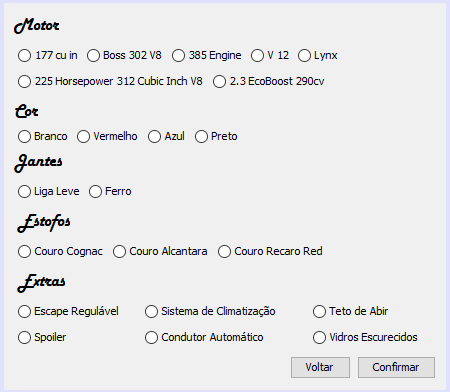 Motor
177 cu in Boss 302 V8 385 Engine V 12 Lynx
225 Horsepower 312 Cubic Inch V8 2.3 EcoBoost 290cv
Cor
Branco Vermelho Azul Preto
Jantes
Liga Leve Ferro
Estofos
Couro Cognac Couro Alcantara Couro Recaro Red
Extras
Escape Regulável Sistema de Climatização Teto de Abir
Spoiler Condutor Automático Vidros Escurecidos
Voltar Confirmar